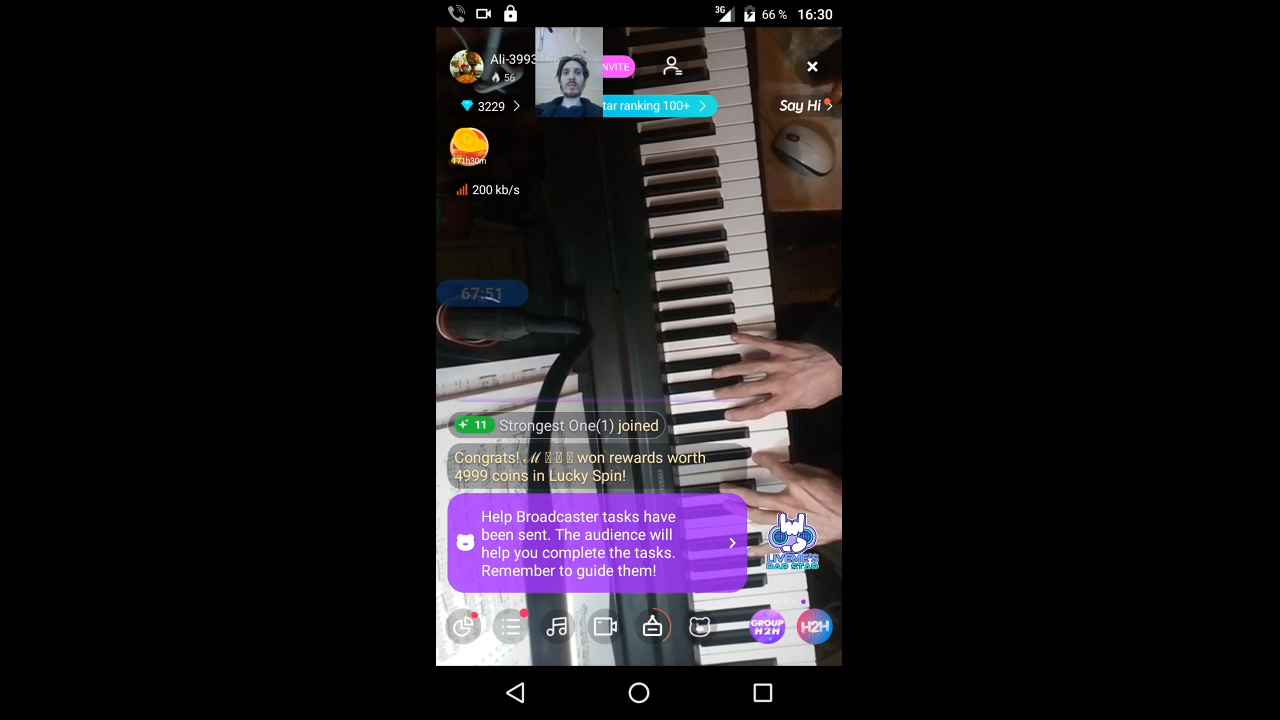 3G 66 % 16:30
Ali-3993
56
3229
Say Hi
tar ranking 100+
200 kb/s
67:51
11 Strongest One(1) joined
Congrats! ℳ won rewards worth
4999 coins in Lucky Spin!
Help Broadcaster tasks have
been sent. The audience will
help you complete the tasks.
Remember to guide them!
GROUP
H2H
H2H